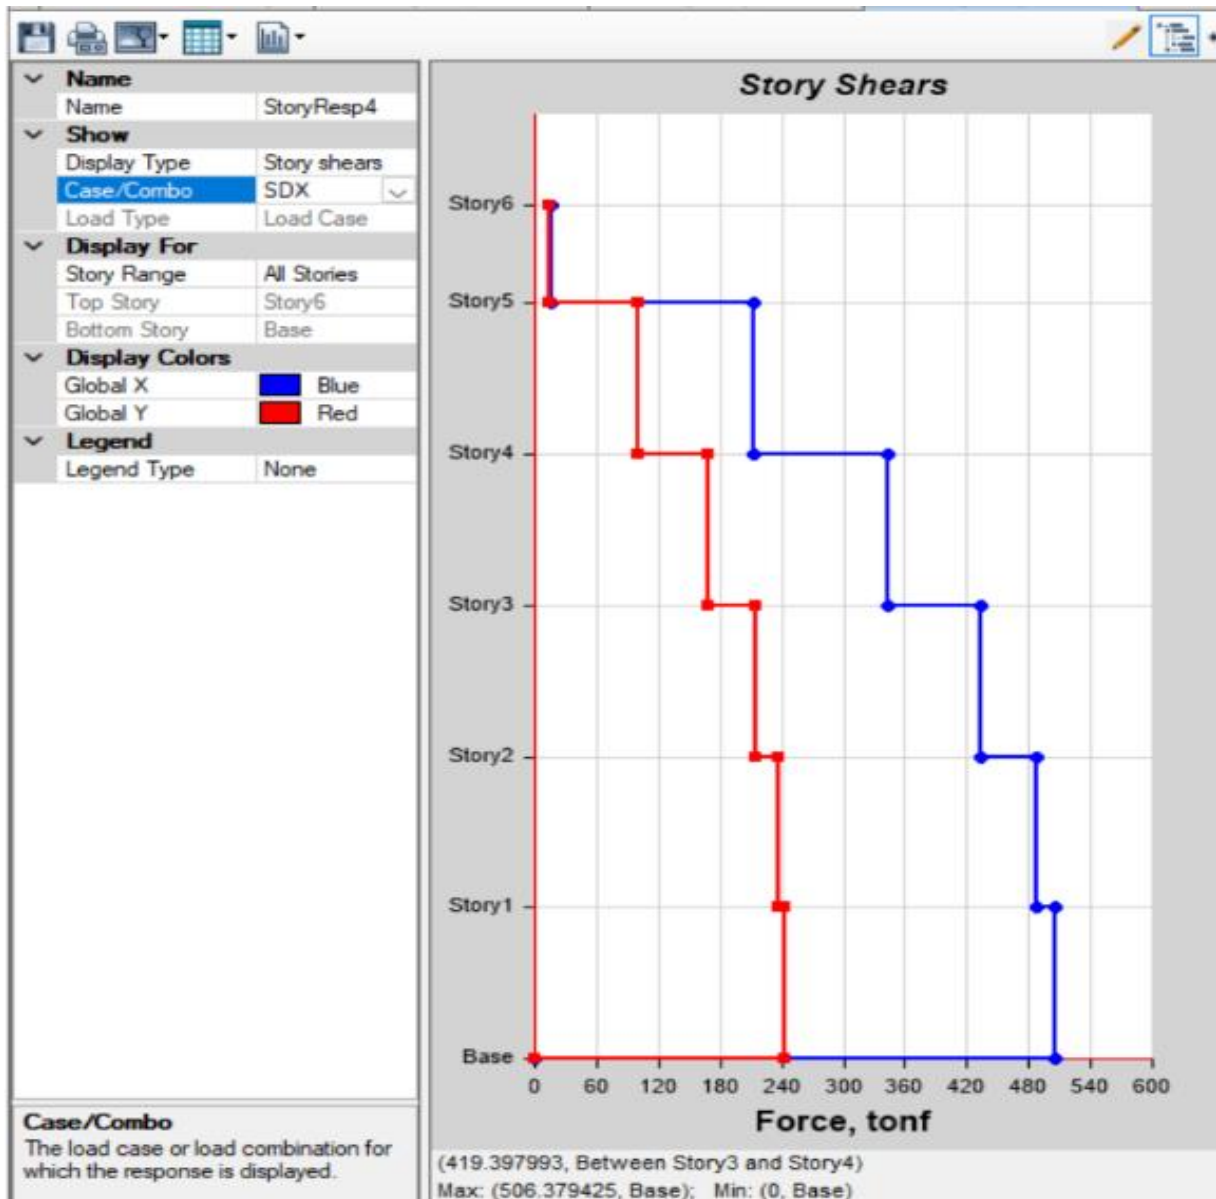 Name
Name StoryResp4
Show
Display Type Story shears
Case/Combo SDX
Load Type Load Case
Display For
Story Range All Stories
Top Story Story6
Bottom Story Base
Display Colors
Global X Blue
Global Y Red
Legend
Legend Type None
Case/Combo
The load case or load combination for
which the response is displayed.
Story Shears
Story6
Story5
Story4
Story3
Story2
Story1
Base
0 60 120 180 240 300 360 420 480 540 600
Force, tonf
(419.397993, Between Story3 and Story4)
Max: (506.379425, Base); Min: (0, Base)